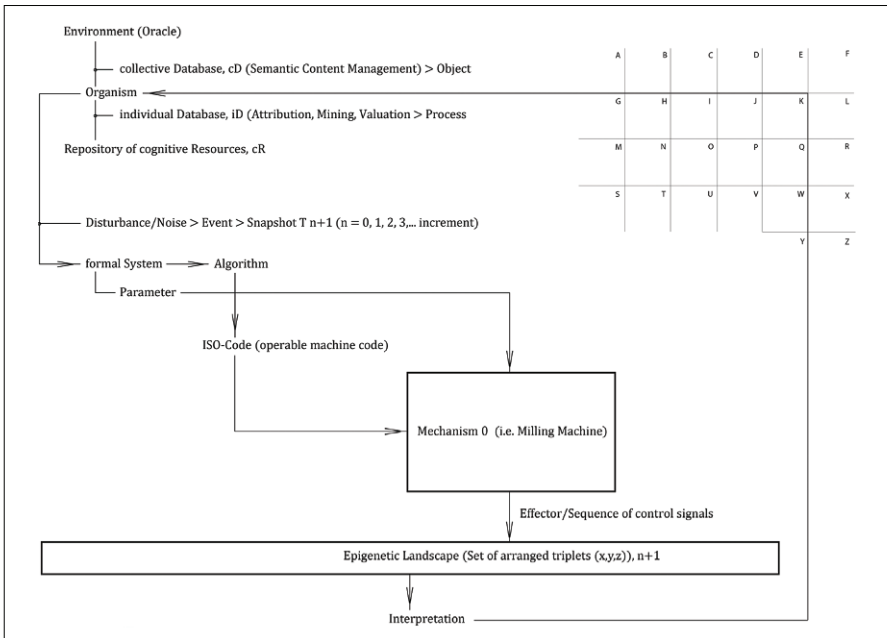 Environment (Oracle)
collective Database, cD (Semantic Content Management) > Object
Organism
individual Database, iD (Attribution, Mining, Valuation > Process
Repository of cognitive Resources, cR
A B C D E F
G H I J K L
M N O P Q R
S T U V W X
Y Z
Disturbance/Noise > Event > Snapshot T n+1 (n = 0, 1, 2, 3,... increment)
formal System
Algorithm
Parameter
ISO-Code (operable machine code)
Mechanism 0 (i.e. Milling Machine)
Effector/Sequence of control signals
Epigenetic Landscape (Set of arranged triplets (x,y,z)), n+1
Interpretation